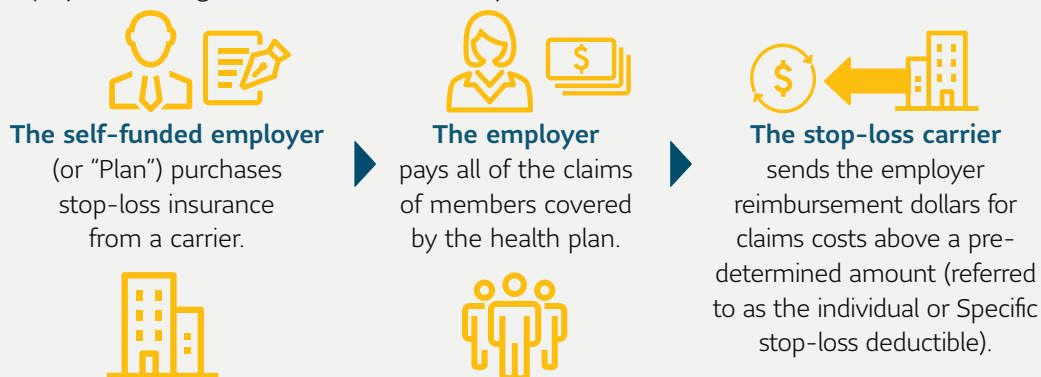 The self-funded employer
(or “Plan”) purchases
stop-loss insurance
from a carrier.
$
The employer
pays all of the claims
of members covered
by the health plan.
$
The stop-loss carrier
sends the employer
reimbursement dollars for
claims costs above a pre-
determined amount (referred
to as the individual or Specific
stop-loss deductible).